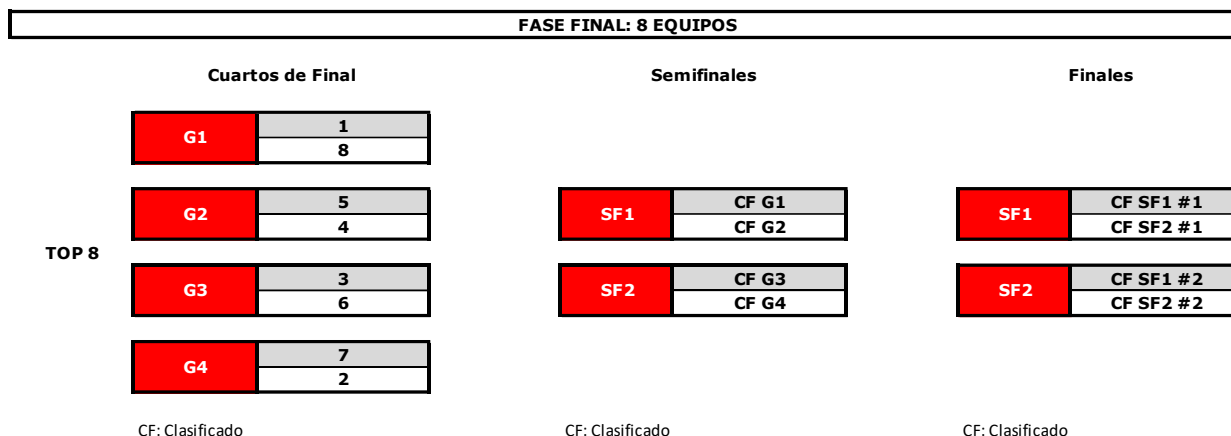 FASE FINAL: 8 EQUIPOS
Cuartos de Final
Semifinales
Finales
G1
1
8
G2
5
4
SF1
CF G1
CF G2
SF1
CF SF1 #1
CF SF2 #1
TOP 8
G3
3
6
SF2
CF G3
CF G4
SF2
CF SF1 #2
CF SF2 #2
G4
7
2
CF: Clasificado
CF: Clasificado
CF: Clasificado